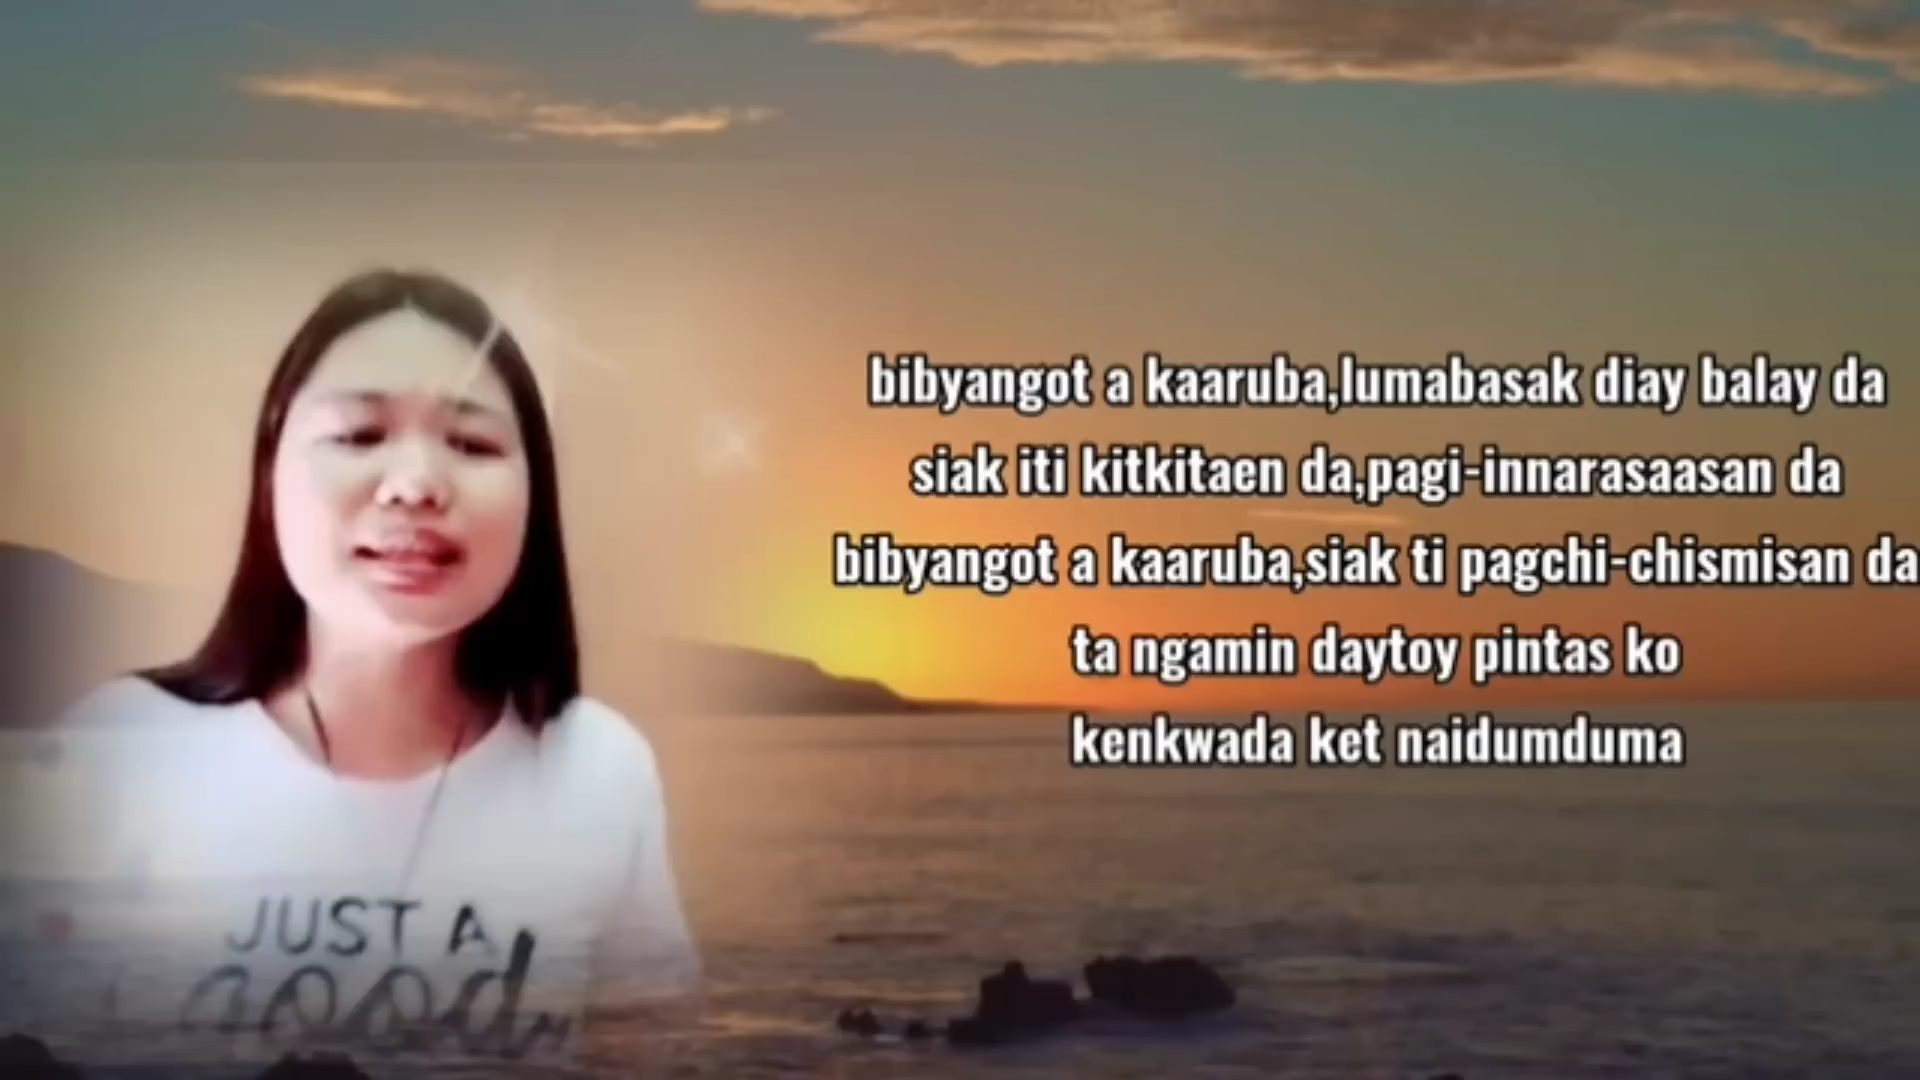 bibyangot a kaaruba,lumabasak diay balay da
siak iti kitkitaen da,pagi-innarasaasan da
bibyangot a kaaruba,siak ti pagchi-chismisan da
ta ngamin daytoy pintas ko
kenkwada ket naidumduma
JUST A
good